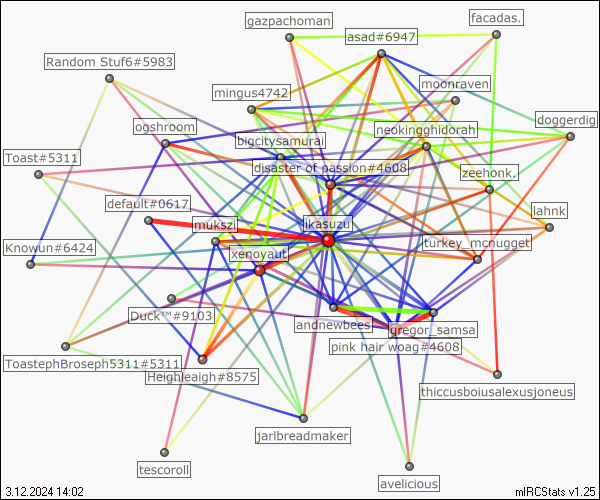 gazpachoman
facadas.
asad#6947
Random Stuf6#5983
moonraven
mingus4742
doggerdig
ogshroom
neokingghidorah
bigcitysamurai
Toast#5311
disaster of passion#4608
zeehonk.
default#0617
lahnk
mukszi
ikasuzu
Knowun#6424
turkey_mcnugget
xenoyaut
Duck™#9103
andnewbees
gregor_samsa
pink hair woag#4608
ToastephBroseph5311#5311
Heighleigh#8575
thiccusboiusalexusjoneus
jarlbreadmaker
tescoroll
avelicious
3.12.2024 14:02
mIRCStats v1.25